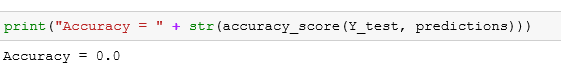 print("Accuracy = " + str(accuracy_score(Y_test, predictions)))
Accuracy = 0.0